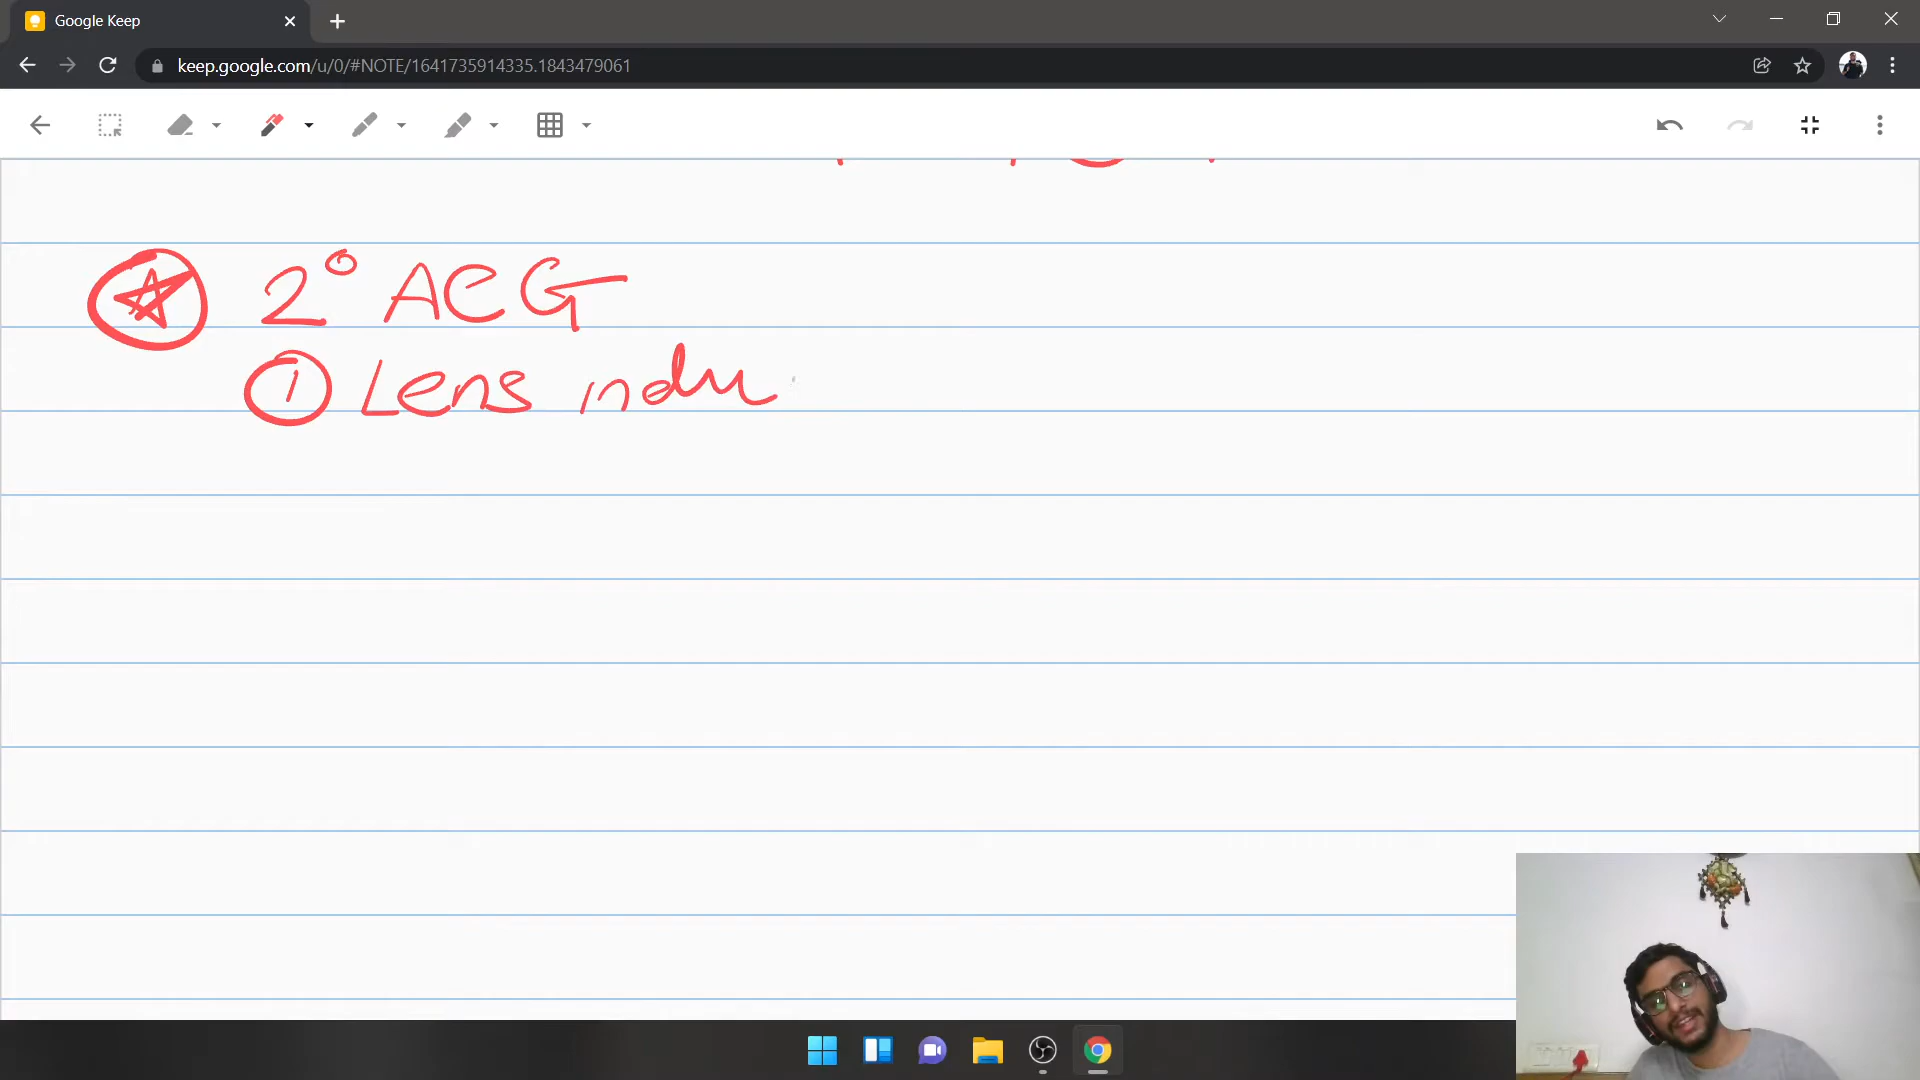 Google Keep
keep.google.com/u/0/#NOTE/1641735914335.1843479061
2° ACG
① Lens indu